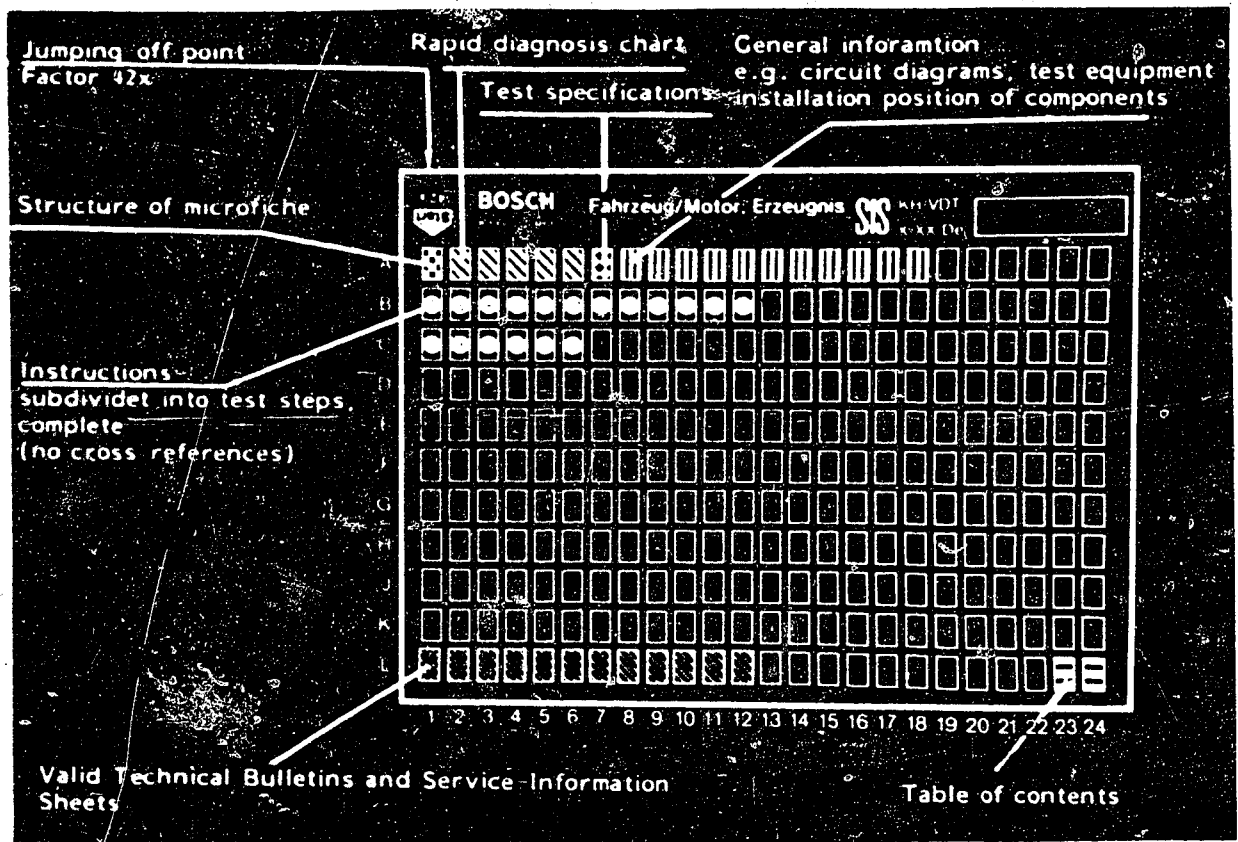 Jumping off point
Factor 42x
Rapid diagnosis chart
Test specifications
General inforamtion
e.g. circuit diagrams, test equipment
installation position of components
Structure of microfiche
BOSCH
Fahrzeug/Motor: Erzeugnis
SIS
KH-VDT
A
B
C
D
G
H
J
K
L
Instructions
subdividet into test steps,
complete
(no cross references)
1 2 3 4 5 6 7 8 9 10 11 12 13 14 15 16 17 18 19 20 21 22 23 24
Valid Technical Bulletins and Service-Information
Sheets
Table of contents